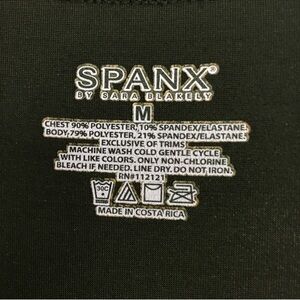 SPANX®
BY SARA BLAKELY
M
CHEST 90% POLYESTER, 10% SPANDEX/ELASTANE.
BODY, 79% POLYESTER, 21% SPANDEX/ELASTANE.
EXCLUSIVE OF TRIMS
MACHINE WASH COLD GENTLE CYCLE
WITH LIKE COLORS. ONLY NON-CHLORINE
BLEACH IF NEEDED. LINE DRY. DO NOT IRON.
RN#112121
30C
MADE IN COSTA RICA